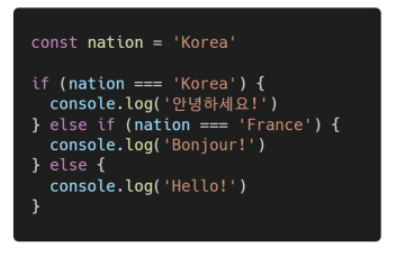 const nation = 'Korea'
if (nation === 'Korea') {
  console.log('안녕하세요!')
} else if (nation === 'France') {
  console.log('Bonjour!')
} else {
  console.log('Hello!')
}